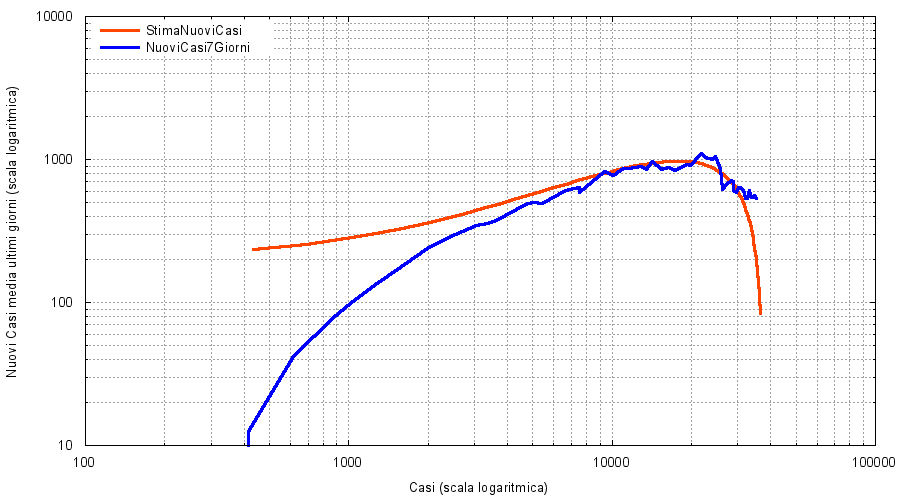 10000
StimaNuoviCasi
NuoviCasi7Giorni
1000
100
10
Nuovi Casi media ultimi giorni (scala logaritmica)
100
1000
10000
100000
Casi (scala logaritmica)